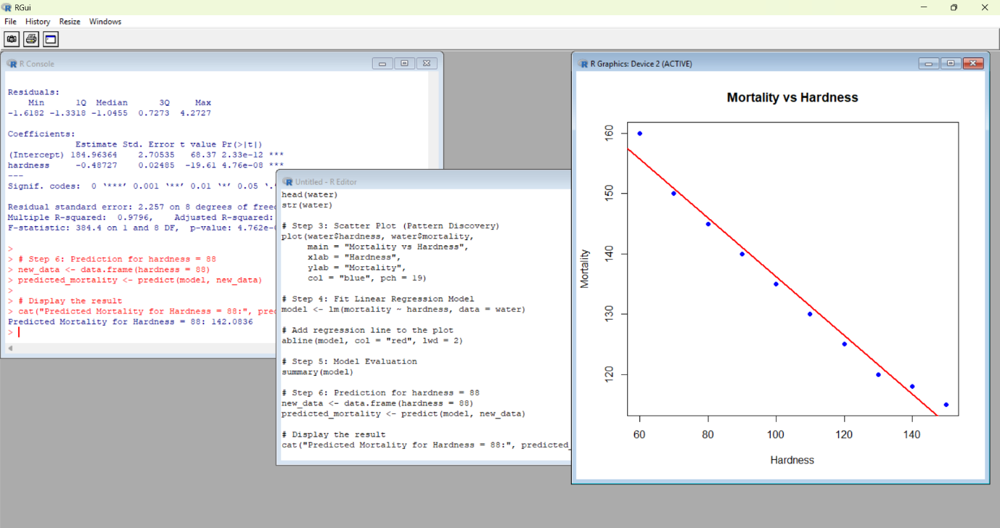 RGui
File History Resize Windows
R Console
Residuals:
Min 1Q Median 3Q Max
-1.6182 -1.3318 -1.0455 0.7273 4.2727
Coefficients:
Estimate Std. Error t value Pr(>|t|)
(Intercept) 184.96364 2.70535 68.37 2.33e-12 ***
hardness -0.48727 0.02485 -19.61 4.76e-08 ***
---
Signif. codes: 0 ‘***’ 0.001 ‘**’ 0.01 ‘*’ 0.05 ‘.
Residual standard error: 2.257 on 8 degrees of free
Multiple R-squared: 0.9796, Adjusted R-squared:
F-statistic: 384.4 on 1 and 8 DF, p-value: 4.762e-
>
> # Step 6: Prediction for hardness = 88
> new_data <- data.frame(hardness = 88)
> predicted_mortality <- predict(model, new_data)
>
> # Display the result
> cat("Predicted Mortality for Hardness = 88:", pre
Predicted Mortality for Hardness = 88: 142.0836
>
Untitled - R Editor
head(water)
str(water)
# Step 3: Scatter Plot (Pattern Discovery)
plot(water$hardness, water$mortality,
main = "Mortality vs Hardness",
xlab = "Hardness",
ylab = "Mortality",
col = "blue", pch = 19)
# Step 4: Fit Linear Regression Model
model <- lm(mortality ~ hardness, data = water)
# Add regression line to the plot
abline(model, col = "red", lwd = 2)
# Step 5: Model Evaluation
summary(model)
# Step 6: Prediction for hardness = 88
new_data <- data.frame(hardness = 88)
predicted_mortality <- predict(model, new_data)
# Display the result
cat("Predicted Mortality for Hardness = 88:", predicted_
R Graphics: Device 2 (ACTIVE)
Mortality vs Hardness
Mortality
160
150
140
130
120
60 80 100 120 140
Hardness